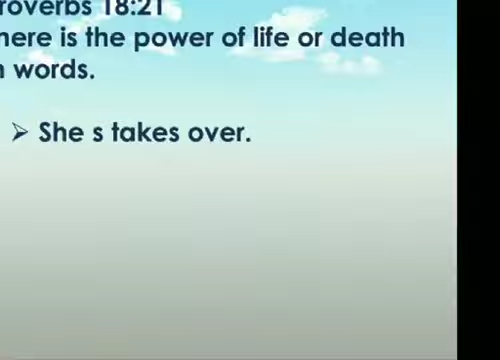 roverbs 18:21
here is the power of life or death
n words.
➢ She s takes over.